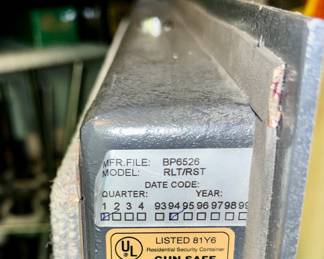 MFR.FILE: BP6526
MODEL: RLT/RST
DATE CODE:
QUARTER: YEAR:
1 2 3 4 93 94 95 96 97 98 99
UL LISTED 81Y6
Residential Security Container
GUN SAFE